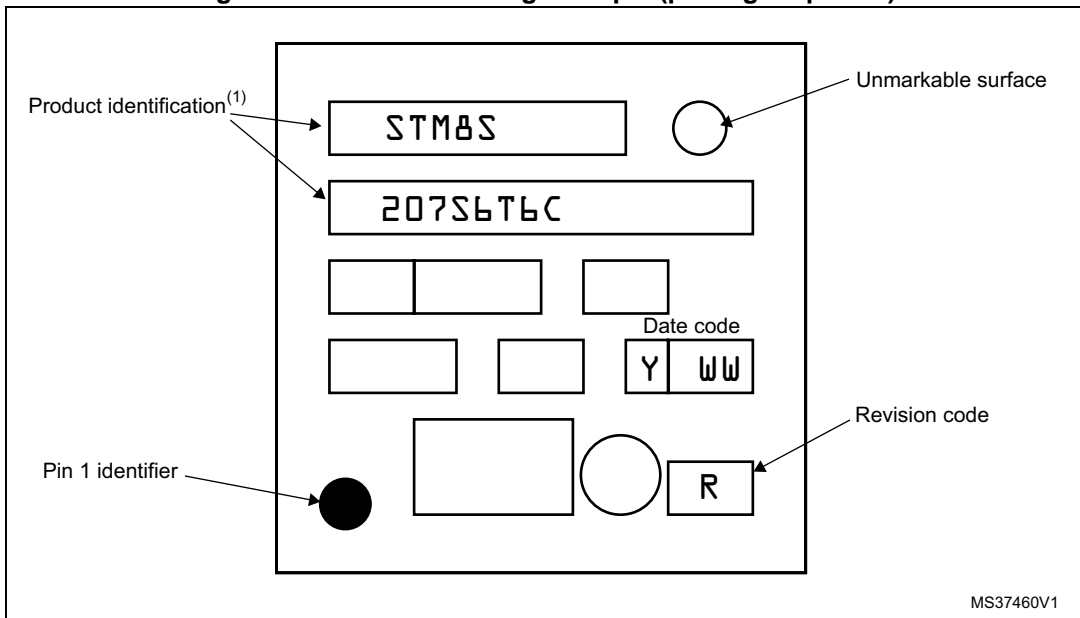 Unmarkable surface
Product identification(1)
STM8S
207S6T6C
Date code
Y WW
Revision code
Pin 1 identifier
R
MS37460V1